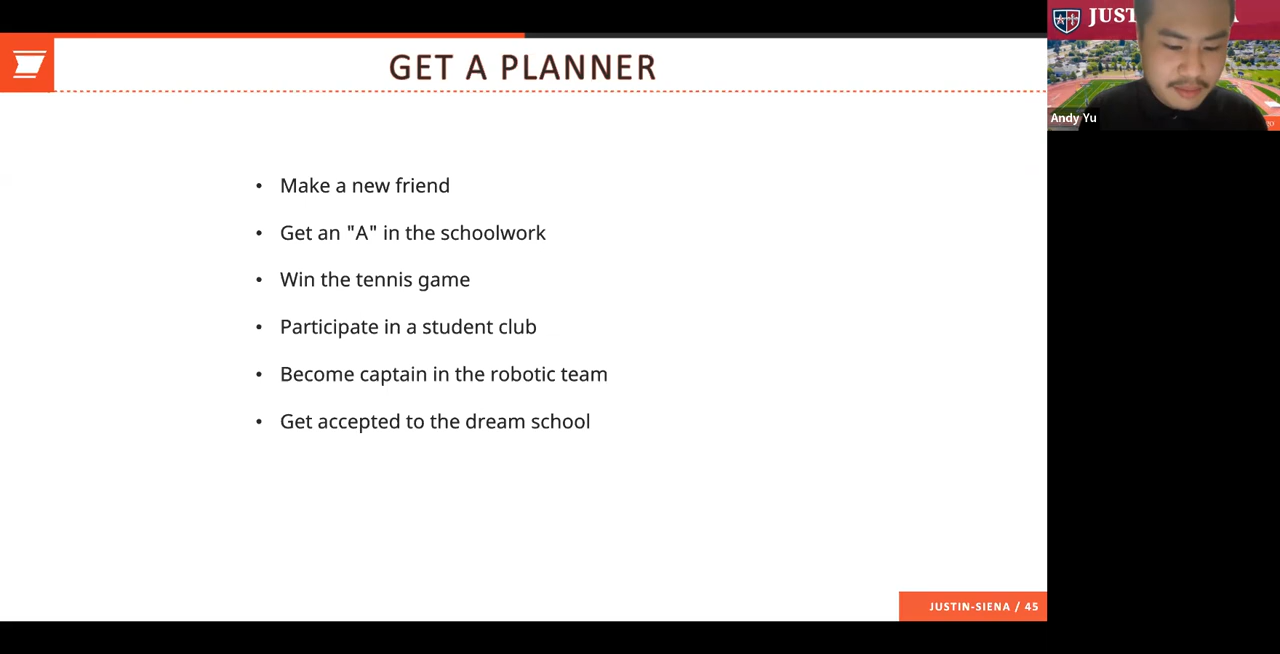 GET A PLANNER
• Make a new friend
• Get an "A" in the schoolwork
• Win the tennis game
• Participate in a student club
• Become captain in the robotic team
• Get accepted to the dream school
JUSTIN-SIENA / 45
Andy Yu